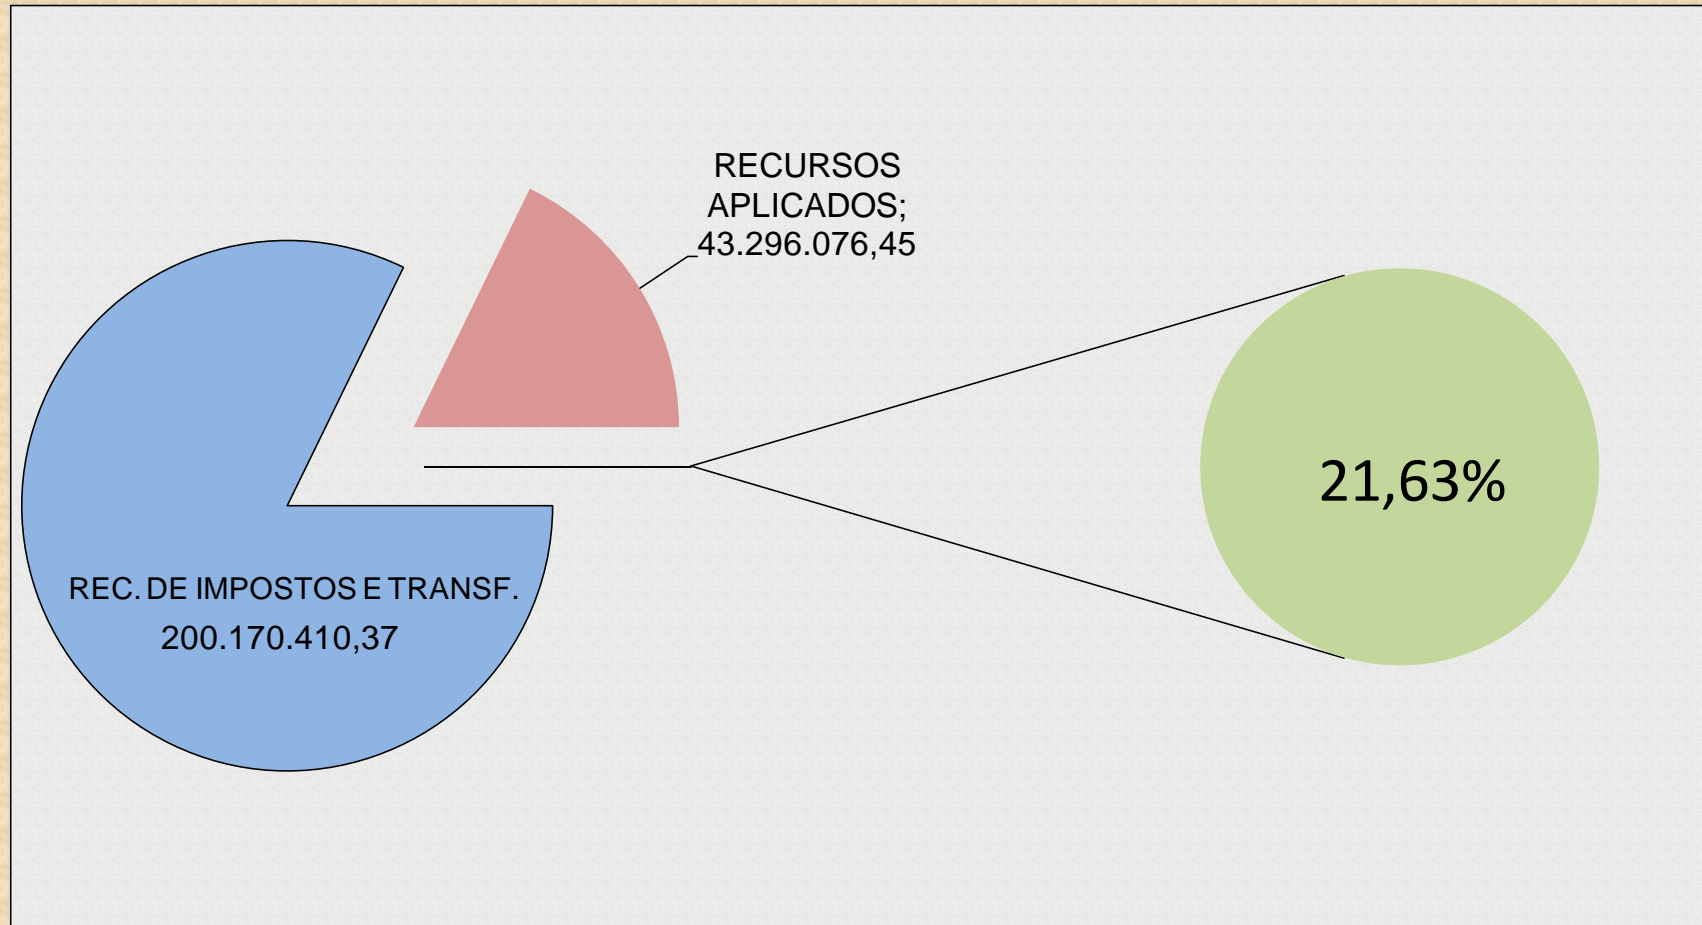 RECURSOS
APLICADOS;
43.296.076,45
21,63%
REC. DE IMPOSTOS E TRANSF.
200.170.410,37